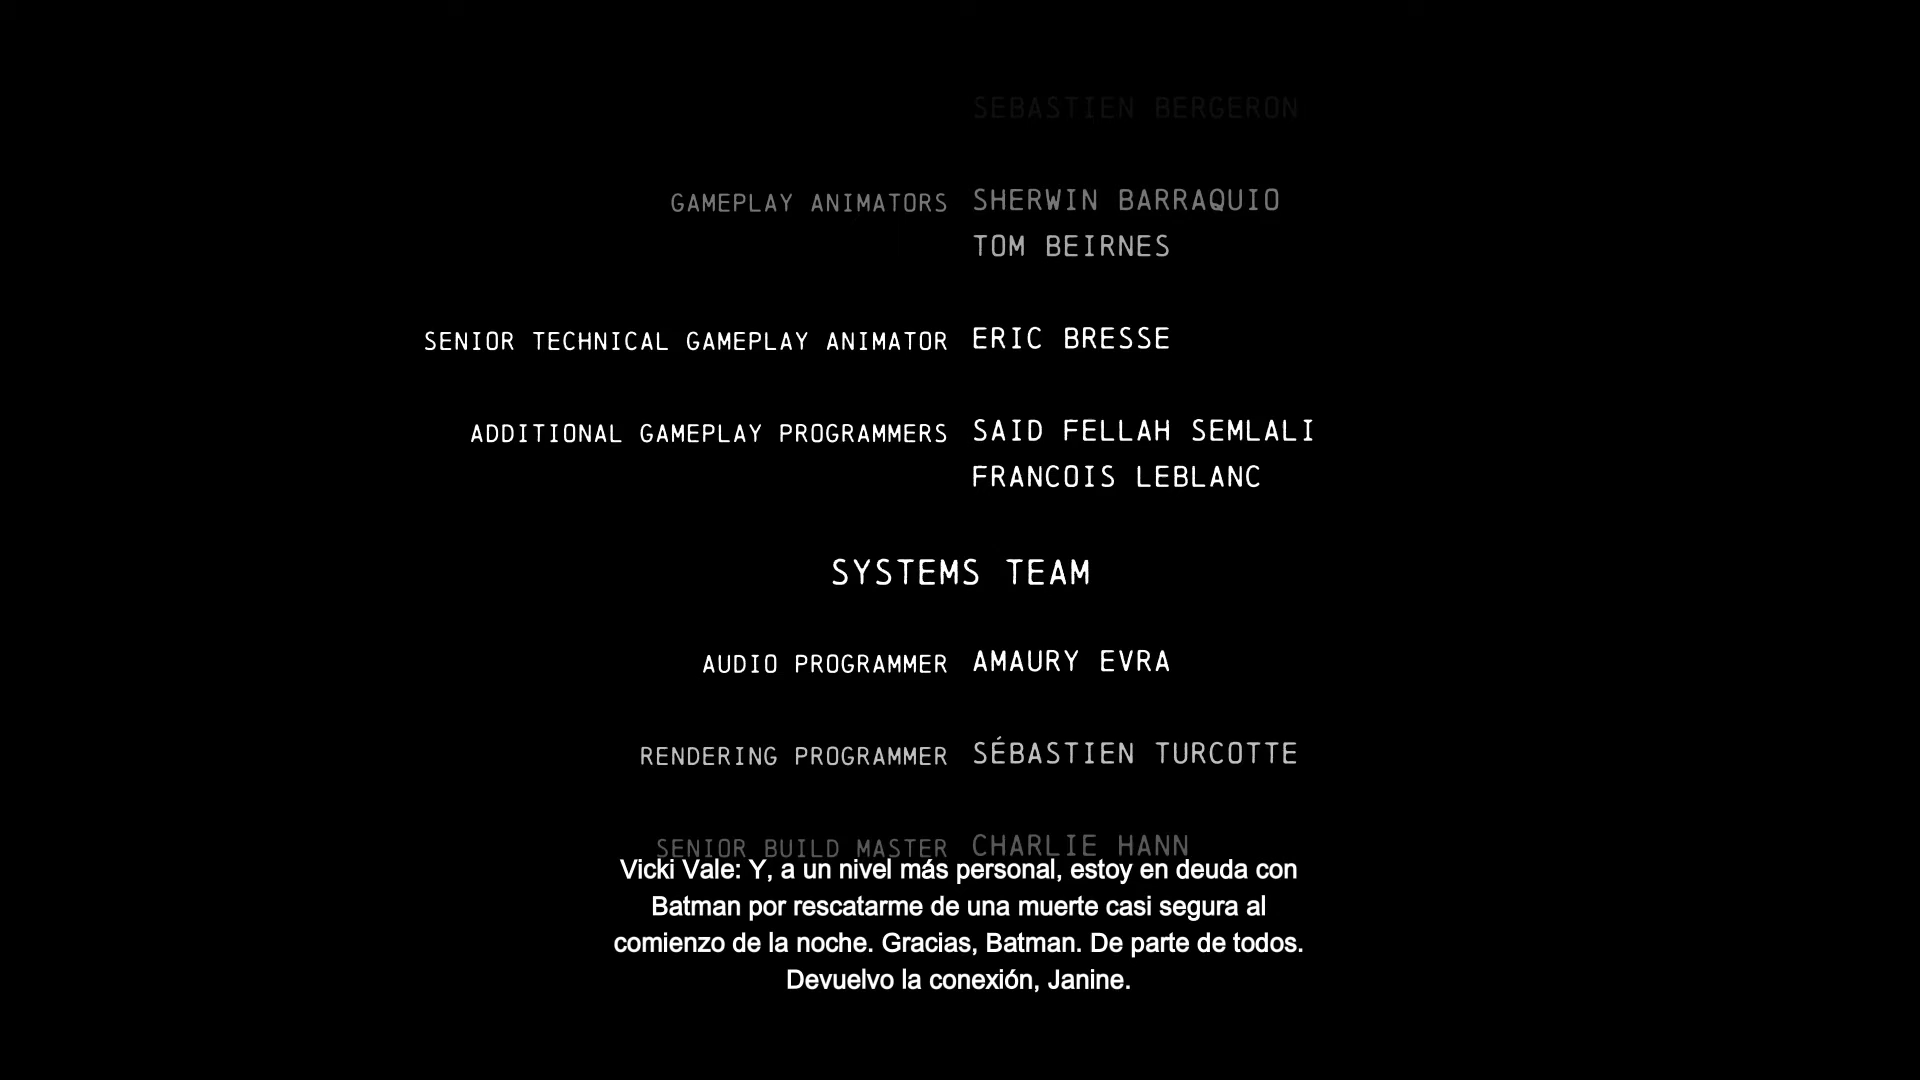 SEBASTIEN BERGERON
GAMEPLAY ANIMATORS SHERWIN BARRAQUIO
TOM BEIRNES
SENIOR TECHNICAL GAMEPLAY ANIMATOR ERIC BRESSE
ADDITIONAL GAMEPLAY PROGRAMMERS SAID FELLAH SEMLALI
FRANCOIS LEBLANC
SYSTEMS TEAM
AUDIO PROGRAMMER AMAURY EVRA
RENDERING PROGRAMMER SÉBASTIEN TURCOTTE
SENIOR BUILD MASTER CHARLIE HANN
Vicki Vale: Y, a un nivel más personal, estoy en deuda con
Batman por rescatarme de una muerte casi segura al
comienzo de la noche. Gracias, Batman. De parte de todos.
Devuelvo la conexión, Janine.